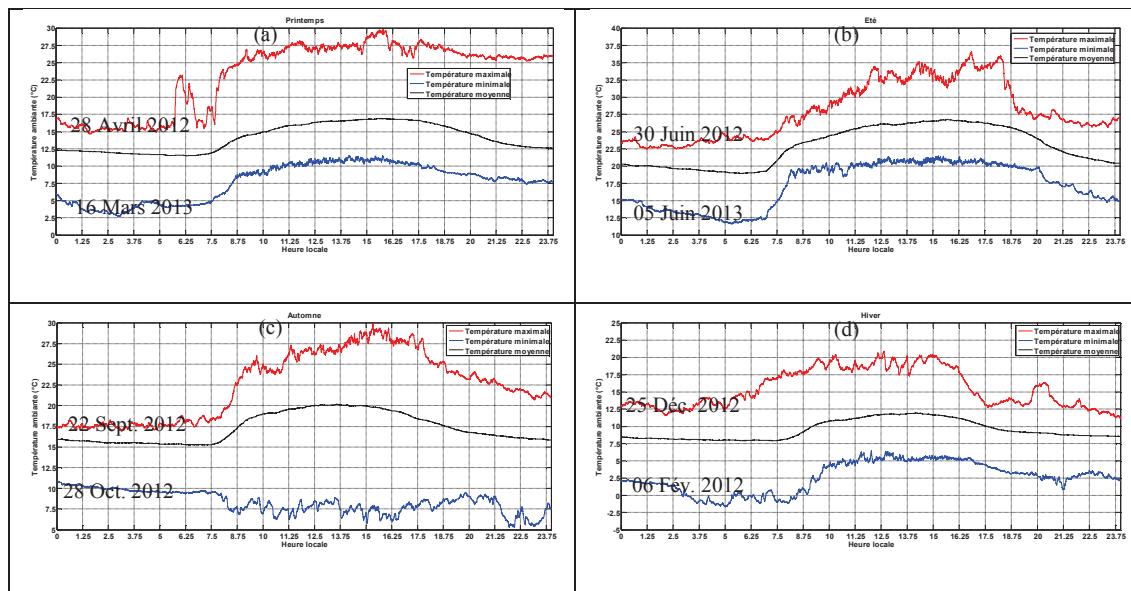 Printemps
(a)
Température ambiante (°C)
30
27.5
25
22.5
20
17.5
15
12.5
10
7.5
5
2.5
0
Température maximale
Température minimale
Température moyenne
28 Avril 2012
16 Mars 2013
0 1.25 2.5 3.75 5 6.25 7.5 8.75 10 11.25 12.5 13.75 15 16.25 17.5 18.75 20 21.25 22.5 23.75
Heure locale
Eté
(b)
Température ambiante (°C)
40
37.5
35
32.5
30
27.5
25
22.5
20
17.5
15
12.5
10
Température maximale
Température minimale
Température moyenne
30 Juin 2012
05 Juin 2013
0 1.25 2.5 3.75 5 6.25 7.5 8.75 10 11.25 12.5 13.75 15 16.25 17.5 18.75 20 21.25 22.5 23.75
Heure locale
Automne
(c)
Température ambiante (°C)
30
27.5
25
22.5
20
17.5
15
12.5
10
7.5
5
Température maximale
Température minimale
Température moyenne
22 Sept. 2012
28 Oct. 2012
0 1.25 2.5 3.75 5 6.25 7.5 8.75 10 11.25 12.5 13.75 15 16.25 17.5 18.75 20 21.25 22.5 23.75
Heure locale
Hiver
(d)
Température ambiante (°C)
25
22.5
20
17.5
15
12.5
10
7.5
5
2.5
0
-2.5
-5
Température maximale
Température minimale
Température moyenne
25 Déc. 2012
06 Fév. 2012
0 1.25 2.5 3.75 5 6.25 7.5 8.75 10 11.25 12.5 13.75 15 16.25 17.5 18.75 20 21.25 22.5 23.75
Heure locale